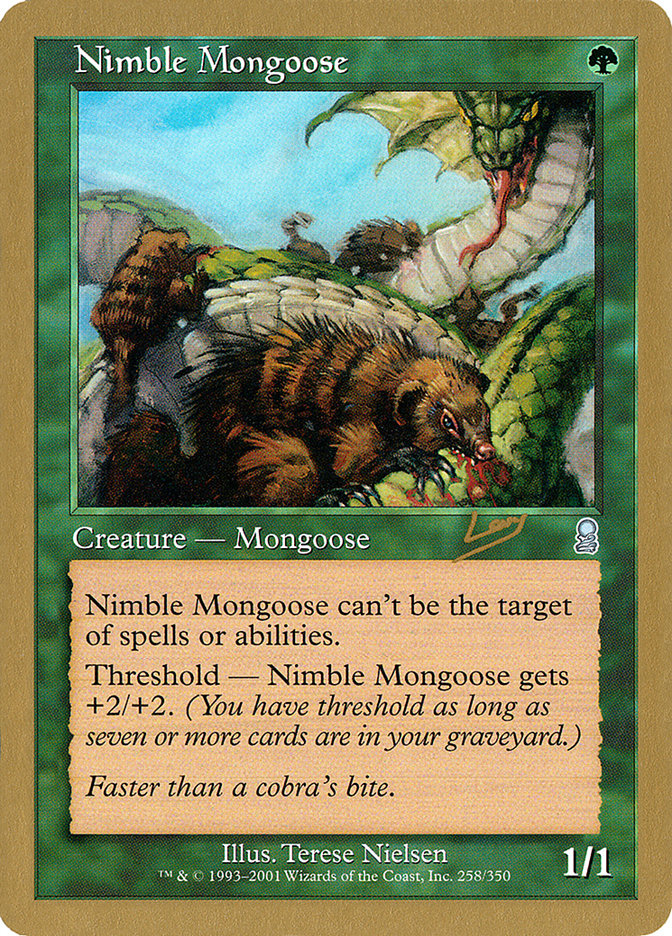 Nimble Mongoose
Creature — Mongoose
Levy
Nimble Mongoose can't be the target
of spells or abilities.
Threshold — Nimble Mongoose gets
+2/+2. (You have threshold as long as
seven or more cards are in your graveyard.)
Faster than a cobra's bite.
Illus. Terese Nielsen
™ & © 1993–2001 Wizards of the Coast, Inc. 258/350
1/1